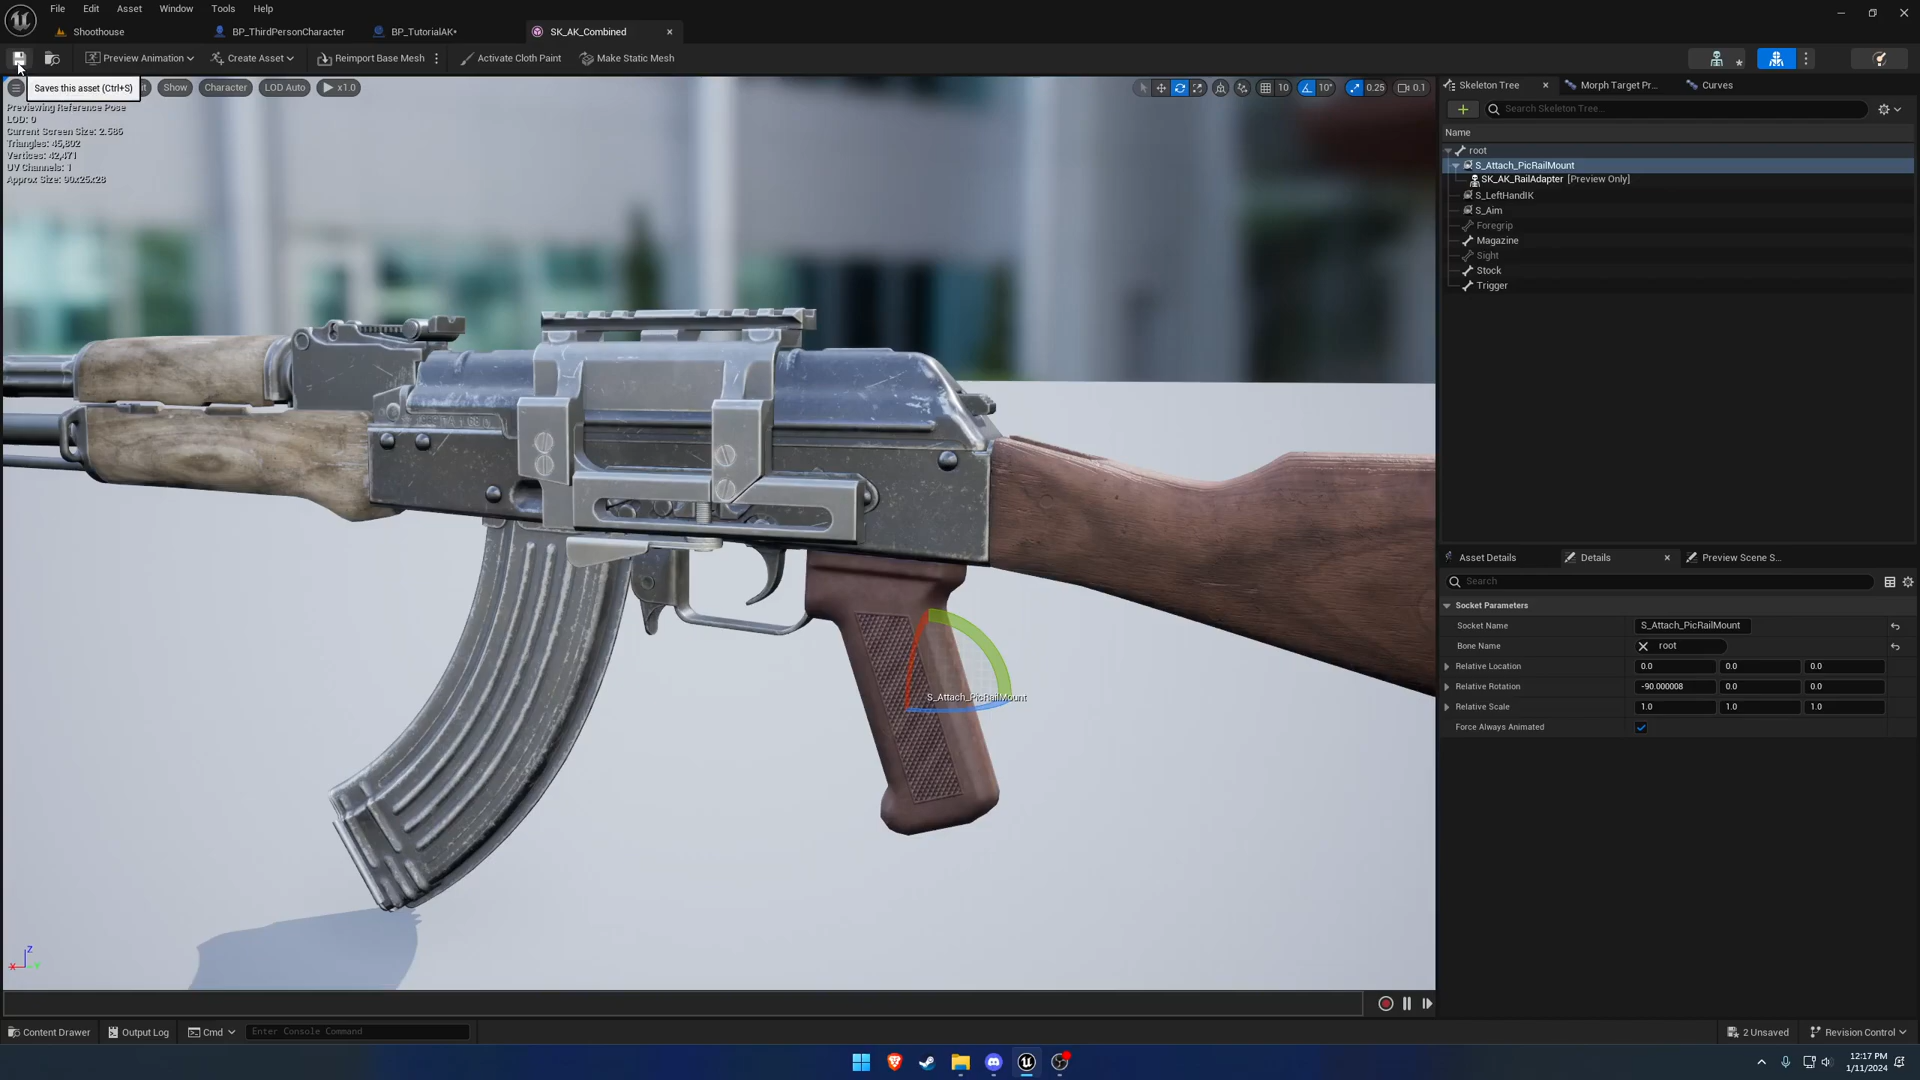 File Edit Asset Window Tools Help
Shoothouse BP_ThirdPersonCharacter BP_TutorialAK• SK_AK_Combined
Preview Animation Create Asset Reimport Base Mesh Activate Cloth Paint Make Static Mesh
Saves this asset (Ctrl+S)
Show Character LOD Auto x1.0 10 10° 0.25 0.1
Previewing Reference Pose
LOD: 0
Current Screen Size: 2.586
Triangles: 45,802
Vertices: 42,471
UV Channels: 1
Approx Size: 90x25x28
S_Attach_PicRailMount
Z
X
Y
Skeleton Tree Morph Target Pr... Curves
Search Skeleton Tree...
Name
root
S_Attach_PicRailMount
SK_AK_RailAdapter [Preview Only]
S_LeftHandIK
S_Aim
Foregrip
Magazine
Sight
Stock
Trigger
Asset Details Details Preview Scene S...
Search
Socket Parameters
Socket Name S_Attach_PicRailMount
Bone Name root
Relative Location 0.0 0.0 0.0
Relative Rotation -90.000008 0.0 0.0
Relative Scale 1.0 1.0 1.0
Force Always Animated
Content Drawer Output Log Cmd Enter Console Command 2 Unsaved Revision Control
12:17 PM
1/11/2024